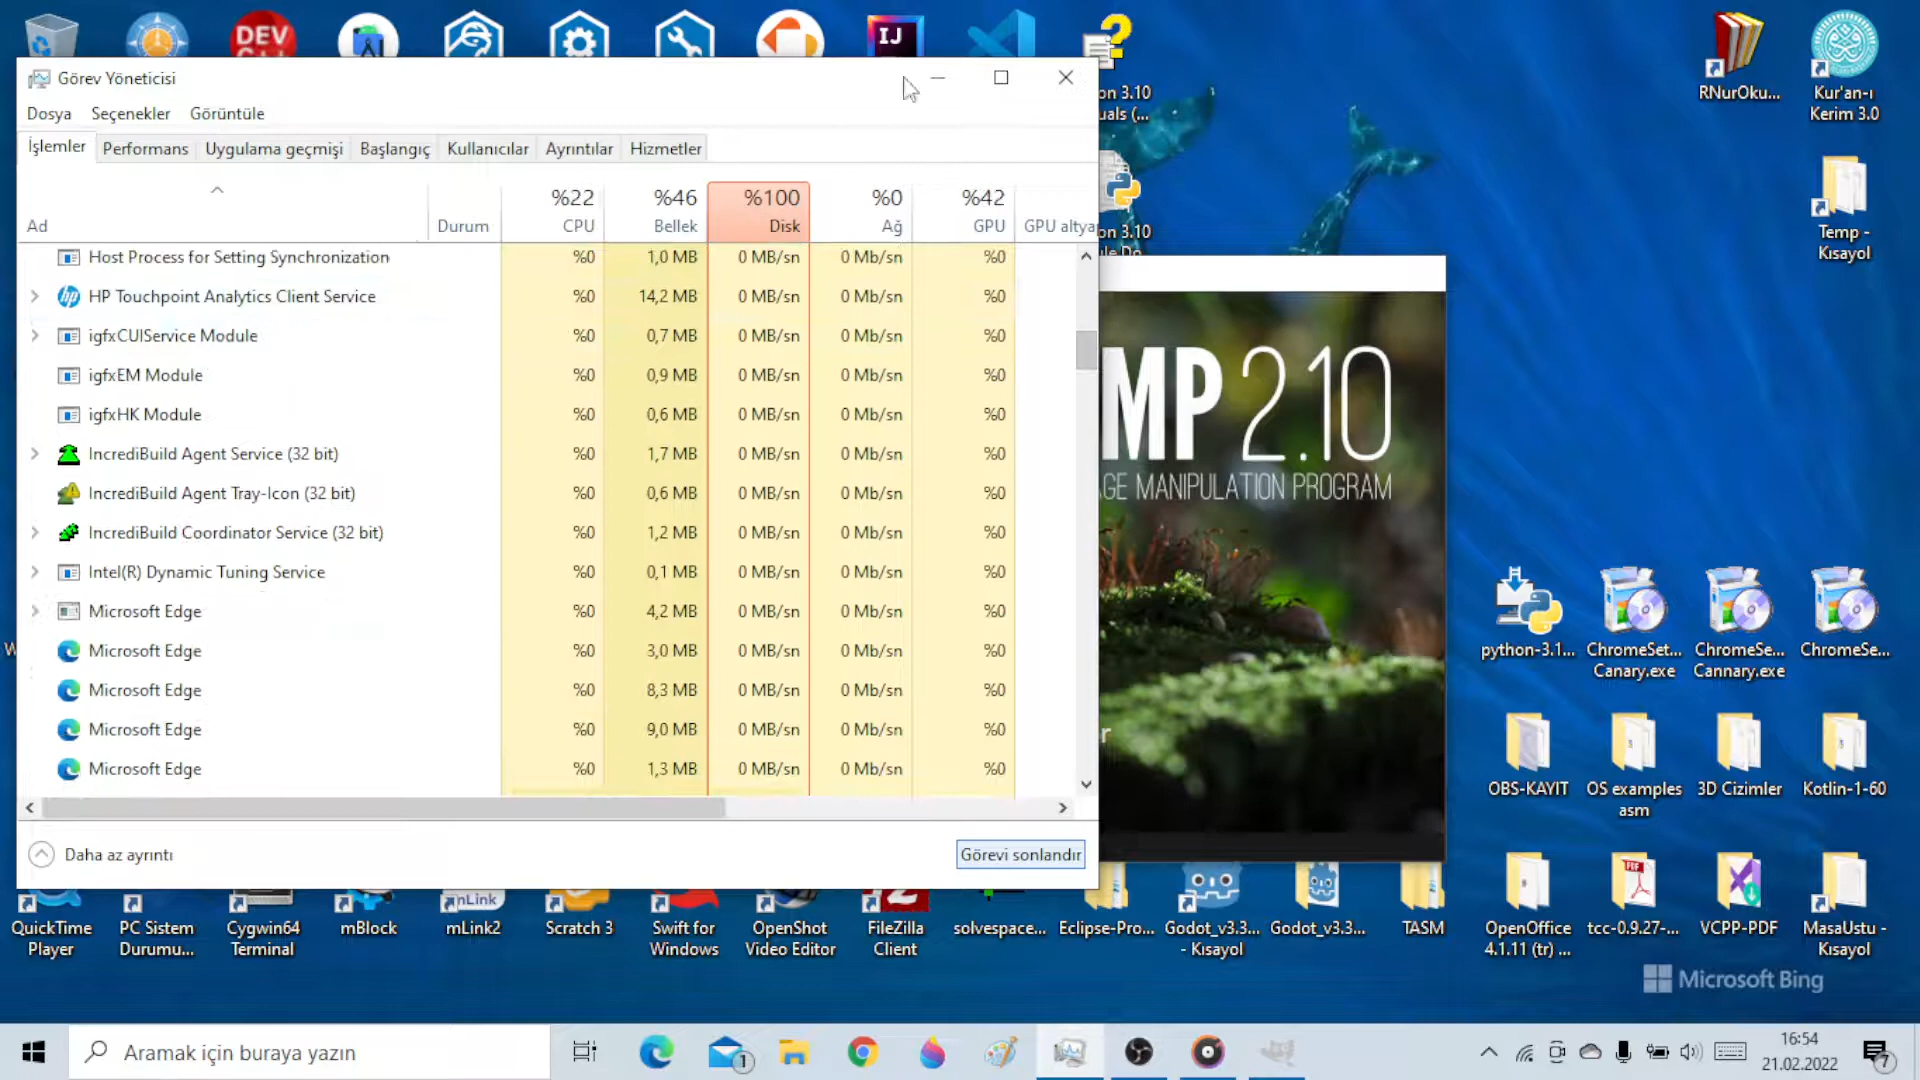 DEV
IJ
Görev Yöneticisi
Dosya Seçenekler Görüntüle
İşlemler Performans Uygulama geçmişi Başlangıç Kullanıcılar Ayrıntılar Hizmetler
%22 %46 %100 %0 %42
Ad Durum CPU Bellek Disk Ağ GPU GPU altya
Host Process for Setting Synchronization %0 1,0 MB 0 MB/sn 0 Mb/sn %0
HP Touchpoint Analytics Client Service %0 14,2 MB 0 MB/sn 0 Mb/sn %0
igfxCUIService Module %0 0,7 MB 0 MB/sn 0 Mb/sn %0
igfxEM Module %0 0,9 MB 0 MB/sn 0 Mb/sn %0
igfxHK Module %0 0,6 MB 0 MB/sn 0 Mb/sn %0
IncrediBuild Agent Service (32 bit) %0 1,7 MB 0 MB/sn 0 Mb/sn %0
IncrediBuild Agent Tray-Icon (32 bit) %0 0,6 MB 0 MB/sn 0 Mb/sn %0
IncrediBuild Coordinator Service (32 bit) %0 1,2 MB 0 MB/sn 0 Mb/sn %0
Intel(R) Dynamic Tuning Service %0 0,1 MB 0 MB/sn 0 Mb/sn %0
Microsoft Edge %0 4,2 MB 0 MB/sn 0 Mb/sn %0
Microsoft Edge %0 3,0 MB 0 MB/sn 0 Mb/sn %0
Microsoft Edge %0 8,3 MB 0 MB/sn 0 Mb/sn %0
Microsoft Edge %0 9,0 MB 0 MB/sn 0 Mb/sn %0
Microsoft Edge %0 1,3 MB 0 MB/sn 0 Mb/sn %0
Daha az ayrıntı
Görevi sonlandır
on 3.10
uals (...
on 3.10
MP 2.10
AGE MANIPULATION PROGRAM
r
RNurOku...
Kur'an-ı
Kerim 3.0
Temp -
Kısayol
python-3.1...
ChromeSet...
Canary.exe
ChromeSe...
Cannary.exe
ChromeSe...
OBS-KAYIT
OS examples
asm
3D Cizimler
Kotlin-1-60
QuickTime
Player
PC Sistem
Durumu...
Cygwin64
Terminal
mBlock
nLink
mLink2
Scratch 3
Swift for
Windows
OpenShot
Video Editor
FileZilla
Client
solvespace...
Eclipse-Pro...
Godot_v3.3...
- Kısayol
Godot_v3.3...
TASM
OpenOffice
4.1.11 (tr) ...
PDF
tcc-0.9.27-...
VCPP-PDF
MasaUstu -
Kısayol
Microsoft Bing
Aramak için buraya yazın
1
16:54
21.02.2022
7